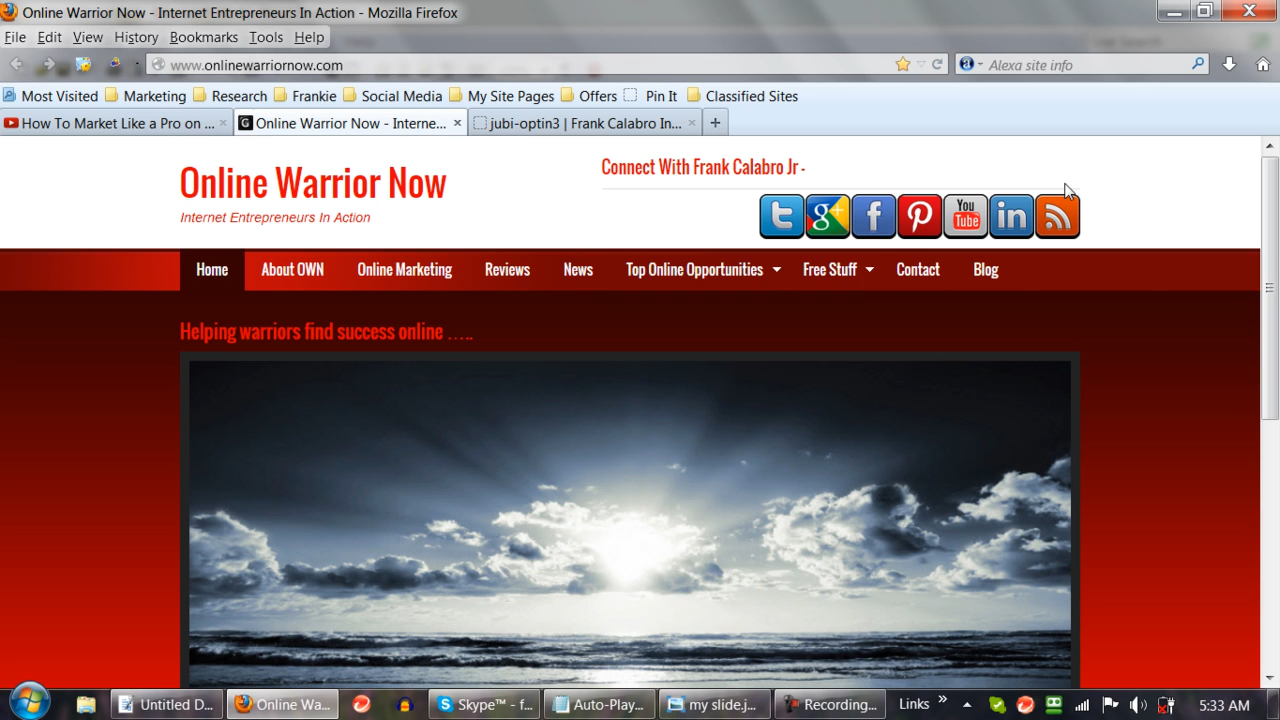 Online Warrior Now - Internet Entrepreneurs In Action - Mozilla Firefox
File Edit View History Bookmarks Tools Help
www.onlinewarriornow.com
Alexa site info
Most Visited Marketing Research Frankie Social Media My Site Pages Offers Pin It Classified Sites
How To Market Like a Pro on ...
Online Warrior Now - Interne...
jubi-optin3 | Frank Calabro In...
Online Warrior Now
Internet Entrepreneurs In Action
Connect With Frank Calabro Jr -
You Tube
Home About OWN Online Marketing Reviews News Top Online Opportunities Free Stuff Contact Blog
Helping warriors find success online …..
Untitled D...
Online Wa...
Skype™ - f...
Auto-Play...
my slide.j...
Recording...
Links
5:33 AM